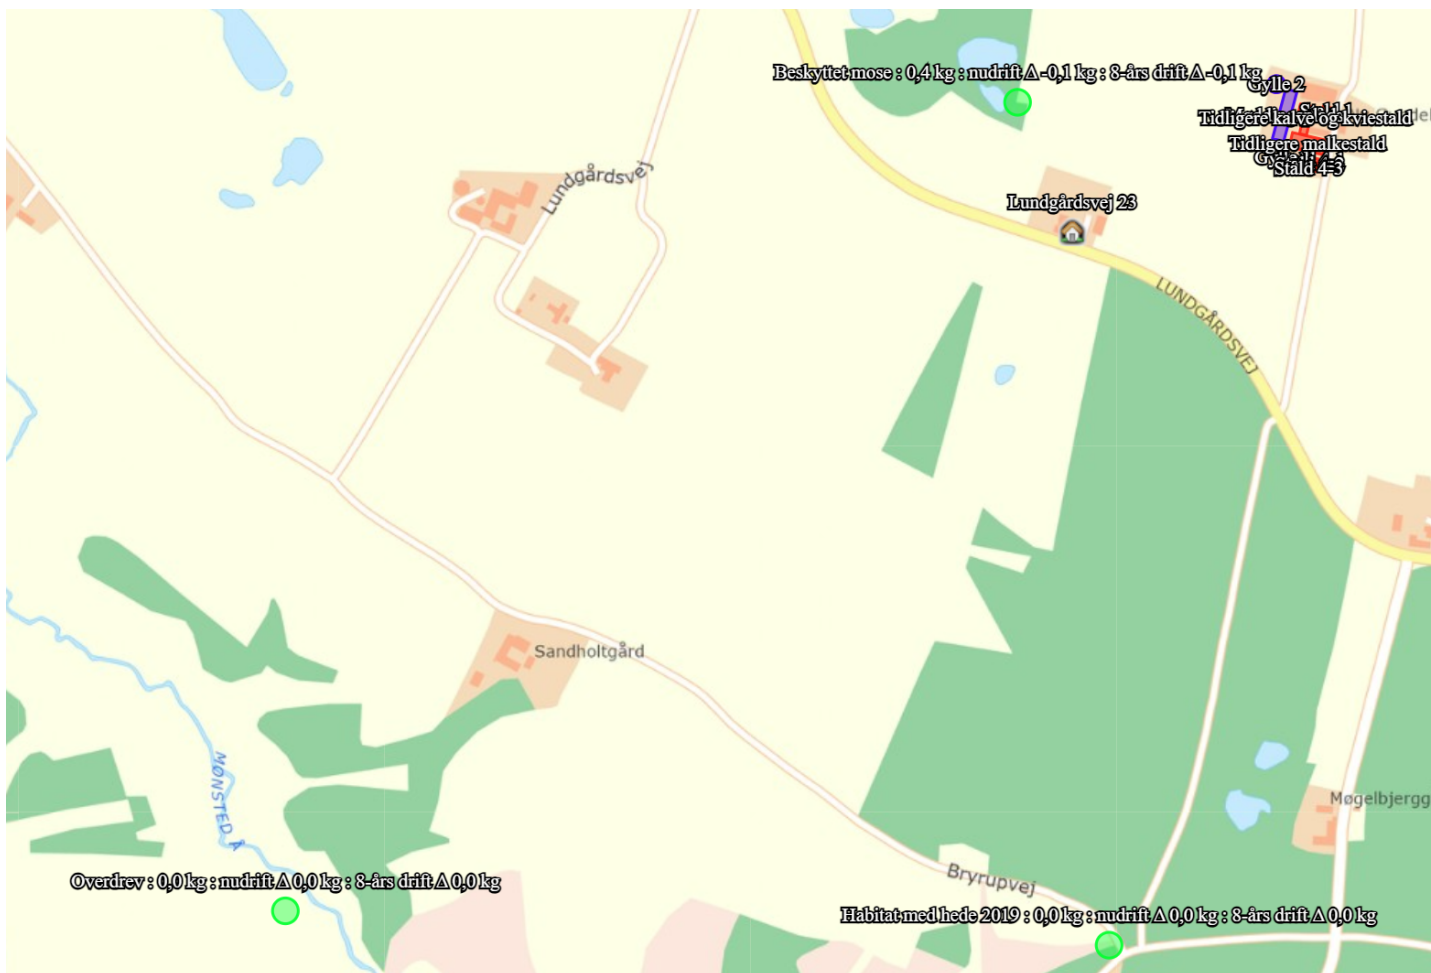 Beskyttet mose : 0,4 kg : nudrift Δ -0,1 kg : 8-års drift Δ -0,1 kg
Gylle 2
Stald 1
Tidligere kalve og kviestald
Tidligere malkestald
Stald 4-3
Lundgårdsvej
Lundgårdsvej 23
LUNDGÅRDSVEJ
Sandholtgård
MØNSTED Å
Møgelbjergg
Bryrupvej
Overdrev : 0,0 kg : nudrift Δ 0,0 kg : 8-års drift Δ 0,0 kg
Habitat med hede 2019 : 0,0 kg : nudrift Δ 0,0 kg : 8-års drift Δ 0,0 kg